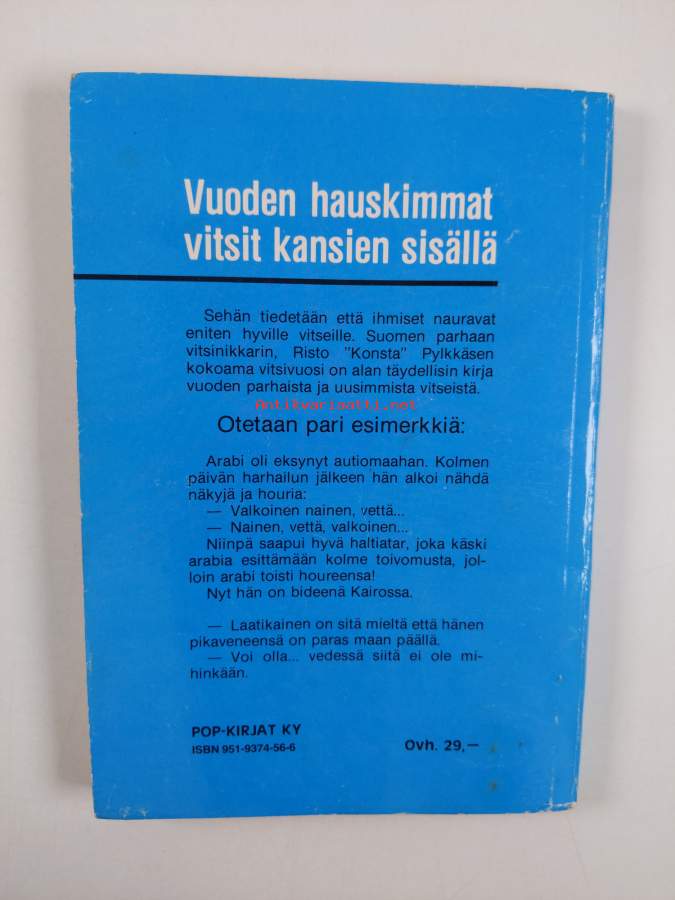 Vuoden hauskimmat
vitsit kansien sisällä
Sehän tiedetään että ihmiset nauravat
eniten hyville vitseille. Suomen parhaan
vitsinikkarin, Risto "Konsta" Pylkkäsen
kokoama vitsivuosi on alan täydellisin kirja
vuoden parhaista ja uusimmista vitseistä.
Antikvariaatti.net
Otetaan pari esimerkkiä:
Arabi oli eksynyt autiomaahan. Kolmen
päivän harhailun jälkeen hän alkoi nähdä
näkyjä ja houria:
— Valkoinen nainen, vettä...
— Nainen, vettä, valkoinen...
Niinpä saapui hyvä haltiatar, joka käski
arabia esittämään kolme toivomusta, jol-
loin arabi toisti houreensa!
Nyt hän on bideenä Kairossa.
— Laatikainen on sitä mieltä että hänen
pikaveneensä on paras maan päällä.
— Voi olla... vedessä siitä ei ole mi-
hinkään.
POP-KIRJAT KY
ISBN 951-9374-56-6
Ovh. 29,—